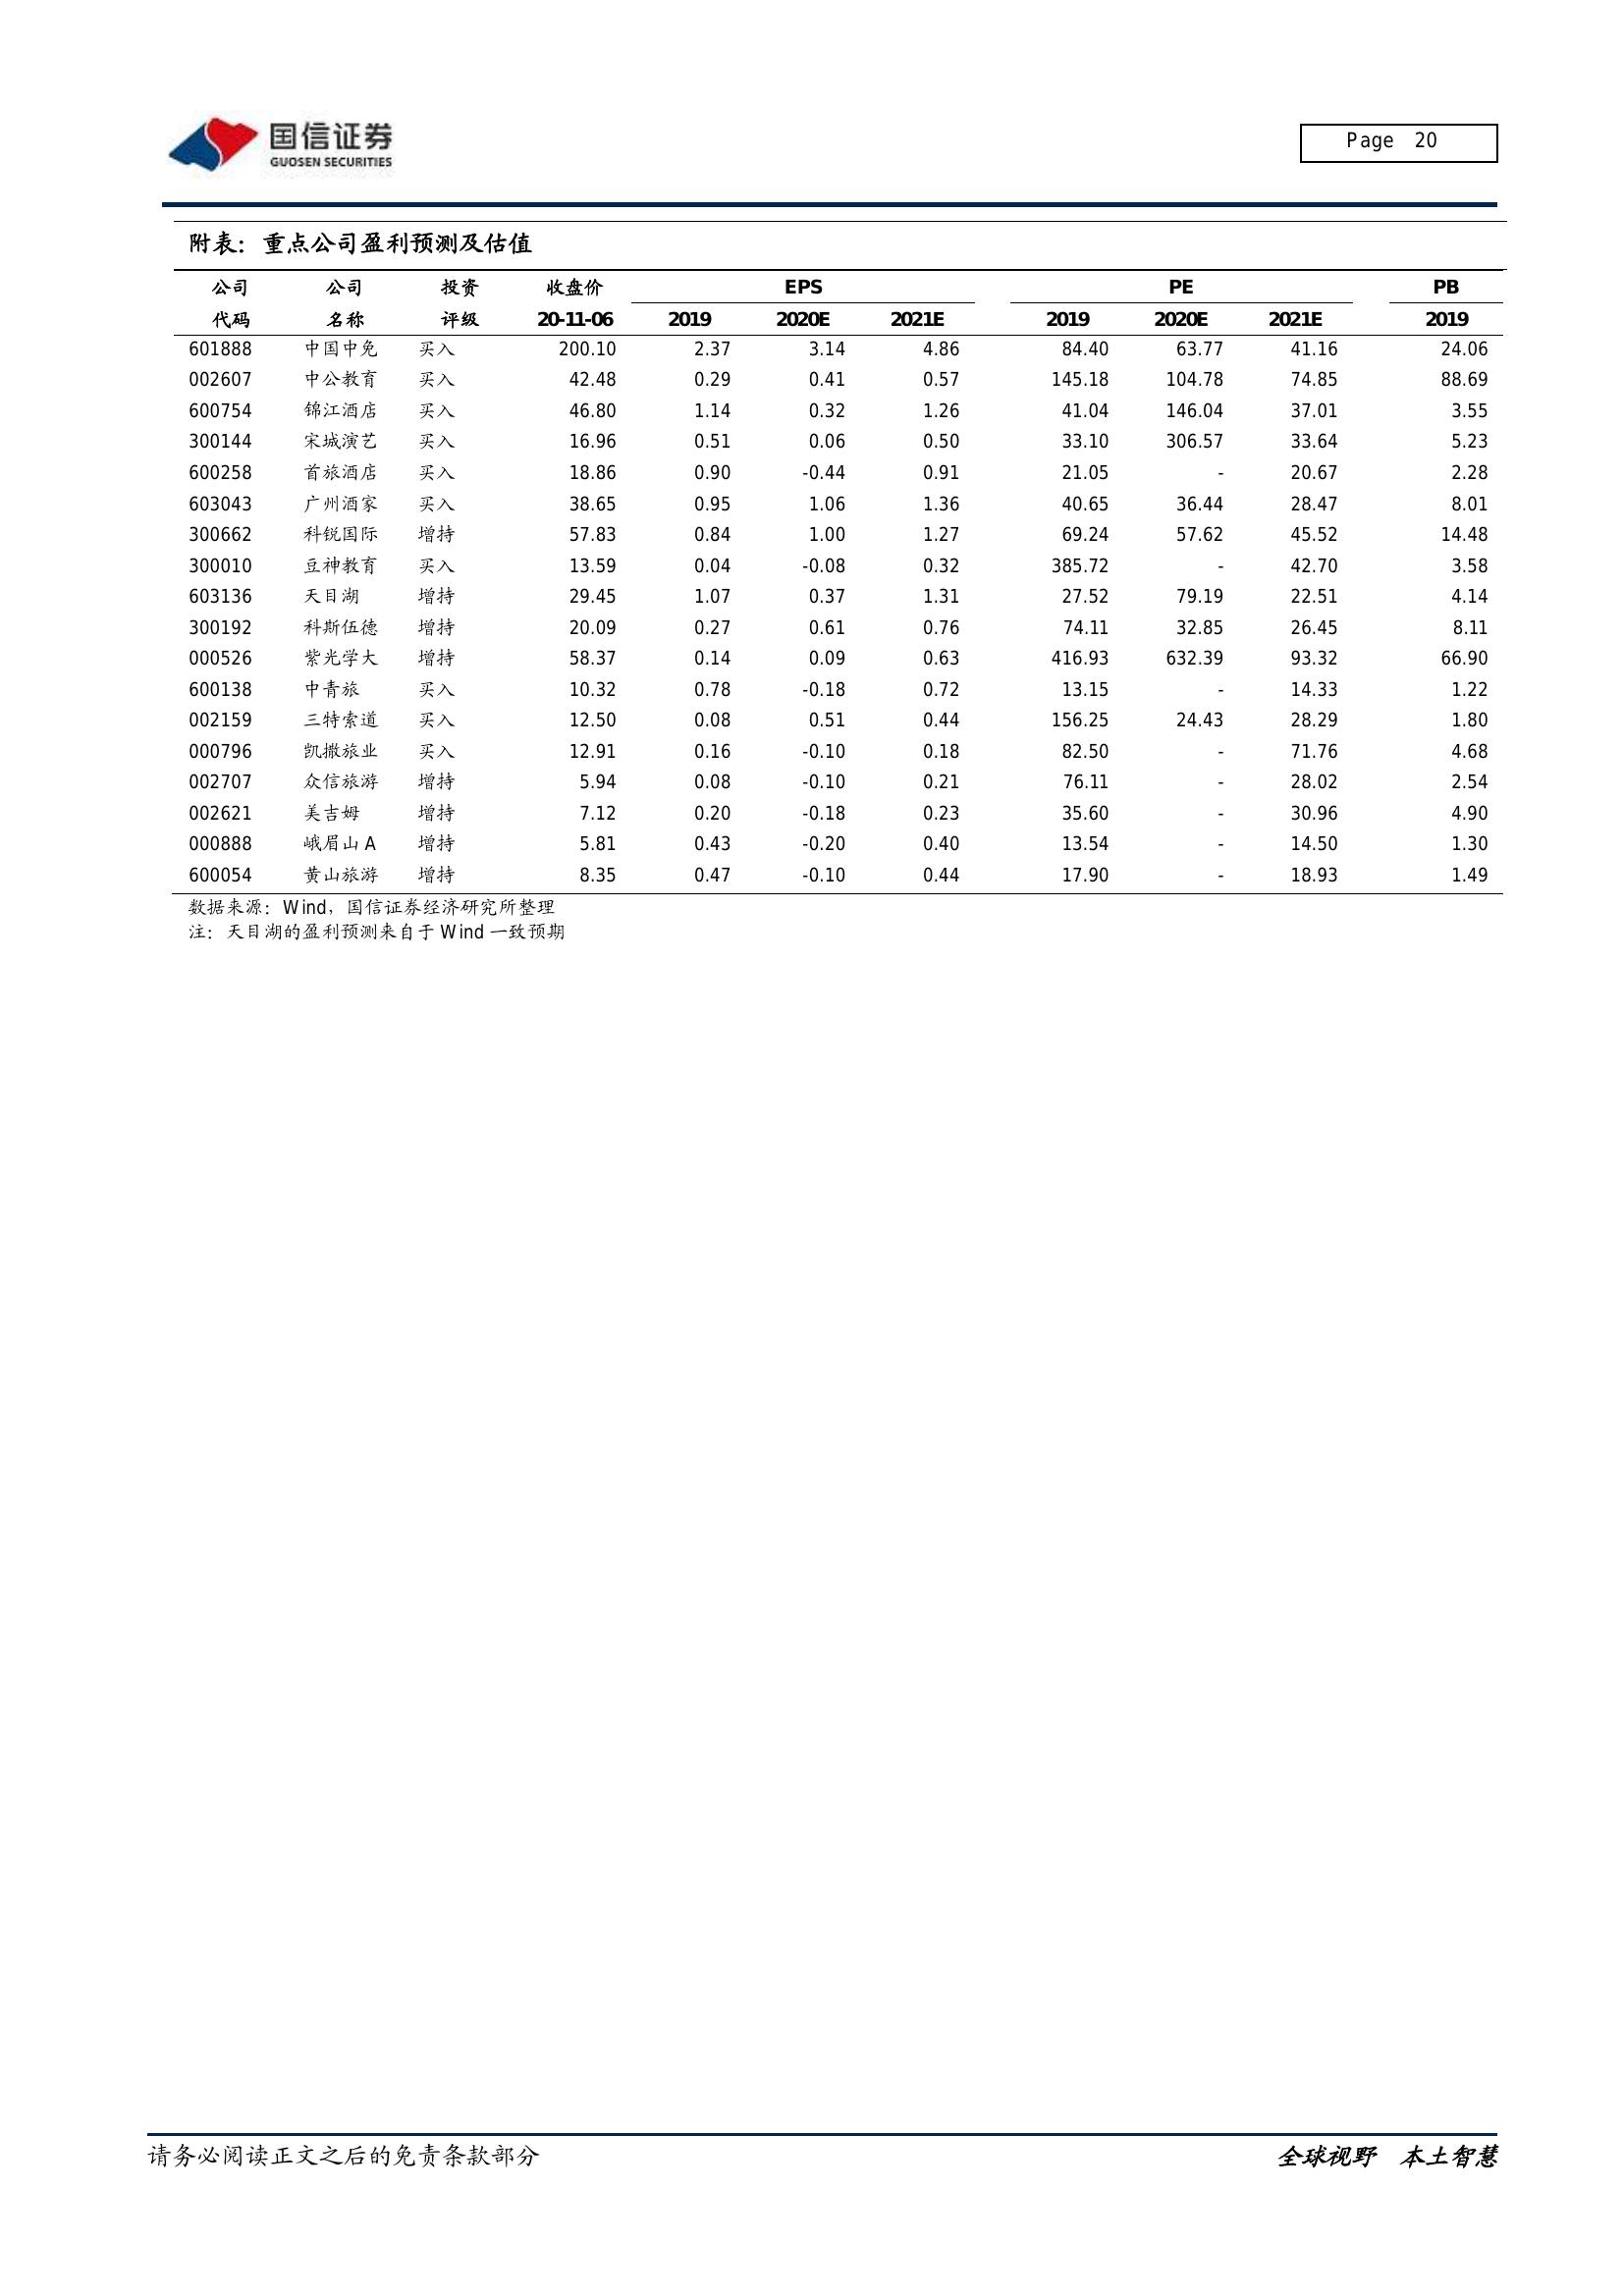 国信证券
GUOSEN SECURITIES
Page 20
附表：重点公司盈利预测及估值
公司 公司 投资 收盘价 EPS PE PB
代码 名称 评级 20-11-06 2019 2020E 2021E 2019 2020E 2021E 2019
601888 中国中免 买入 200.10 2.37 3.14 4.86 84.40 63.77 41.16 24.06
002607 中公教育 买入 42.48 0.29 0.41 0.57 145.18 104.78 74.85 88.69
600754 锦江酒店 买入 46.80 1.14 0.32 1.26 41.04 146.04 37.01 3.55
300144 宋城演艺 买入 16.96 0.51 0.06 0.50 33.10 306.57 33.64 5.23
600258 首旅酒店 买入 18.86 0.90 -0.44 0.91 21.05 - 20.67 2.28
603043 广州酒家 买入 38.65 0.95 1.06 1.36 40.65 36.44 28.47 8.01
300662 科锐国际 增持 57.83 0.84 1.00 1.27 69.24 57.62 45.52 14.48
300010 豆神教育 买入 13.59 0.04 -0.08 0.32 385.72 - 42.70 3.58
603136 天目湖 增持 29.45 1.07 0.37 1.31 27.52 79.19 22.51 4.14
300192 科斯伍德 增持 20.09 0.27 0.61 0.76 74.11 32.85 26.45 8.11
000526 紫光学大 增持 58.37 0.14 0.09 0.63 416.93 632.39 93.32 66.90
600138 中青旅 买入 10.32 0.78 -0.18 0.72 13.15 - 14.33 1.22
002159 三特索道 买入 12.50 0.08 0.51 0.44 156.25 24.43 28.29 1.80
000796 凯撒旅业 买入 12.91 0.16 -0.10 0.18 82.50 - 71.76 4.68
002707 众信旅游 增持 5.94 0.08 -0.10 0.21 76.11 - 28.02 2.54
002621 美吉姆 增持 7.12 0.20 -0.18 0.23 35.60 - 30.96 4.90
000888 峨眉山 A 增持 5.81 0.43 -0.20 0.40 13.54 - 14.50 1.30
600054 黄山旅游 增持 8.35 0.47 -0.10 0.44 17.90 - 18.93 1.49
数据来源：Wind，国信证券经济研究所整理
注：天目湖的盈利预测来自于 Wind 一致预期
请务必阅读正文之后的免责条款部分 全球视野 本土智慧